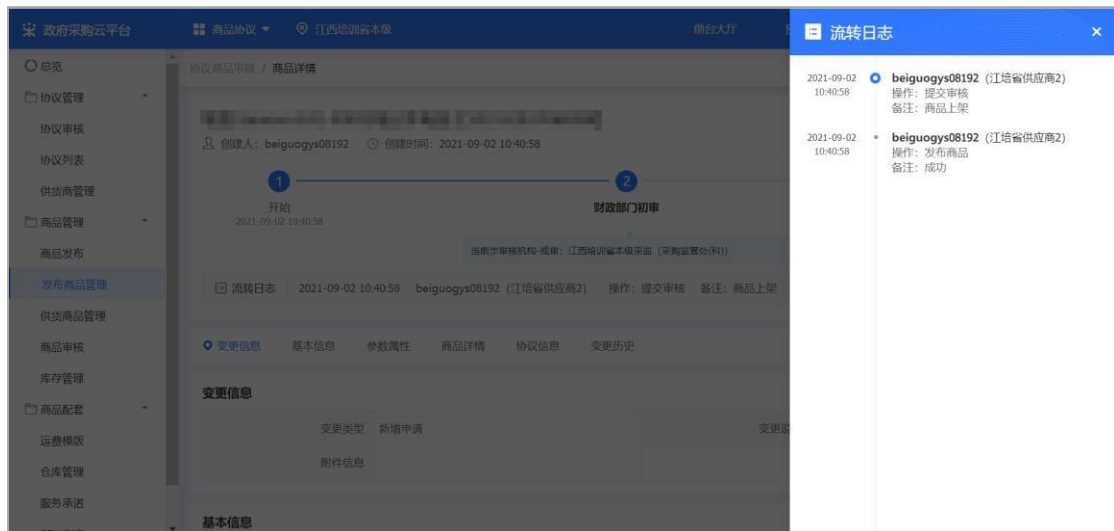 政府采购云平台
商品协议
江西培训省本级
前台大厅
总览
协议管理
协议审核
协议列表
供货商管理
商品管理
商品发布
发布商品管理
供货商品管理
商品审核
库存管理
商品配套
运费模版
仓库管理
服务承诺
协议商品审核 / 商品详情
创建人: beiguogys08192 创建时间: 2021-09-02 10:40:58
1
开始
2021-09-02 10:40:58
2
财政部门初审
当前步审核机构-或审: 江西培训省本级采监 (采购监管处(科))
流转日志 2021-09-02 10:40:58 beiguogys08192 (江培省供应商2) 操作: 提交审核 备注: 商品上架
变更信息 基本信息 参数属性 商品详情 协议信息 变更历史
变更信息
变更类型 新增申请
附件信息
基本信息
流转日志
2021-09-02
10:40:58
beiguogys08192 (江培省供应商2)
操作: 提交审核
备注: 商品上架
2021-09-02
10:40:58
beiguogys08192 (江培省供应商2)
操作: 发布商品
备注: 成功